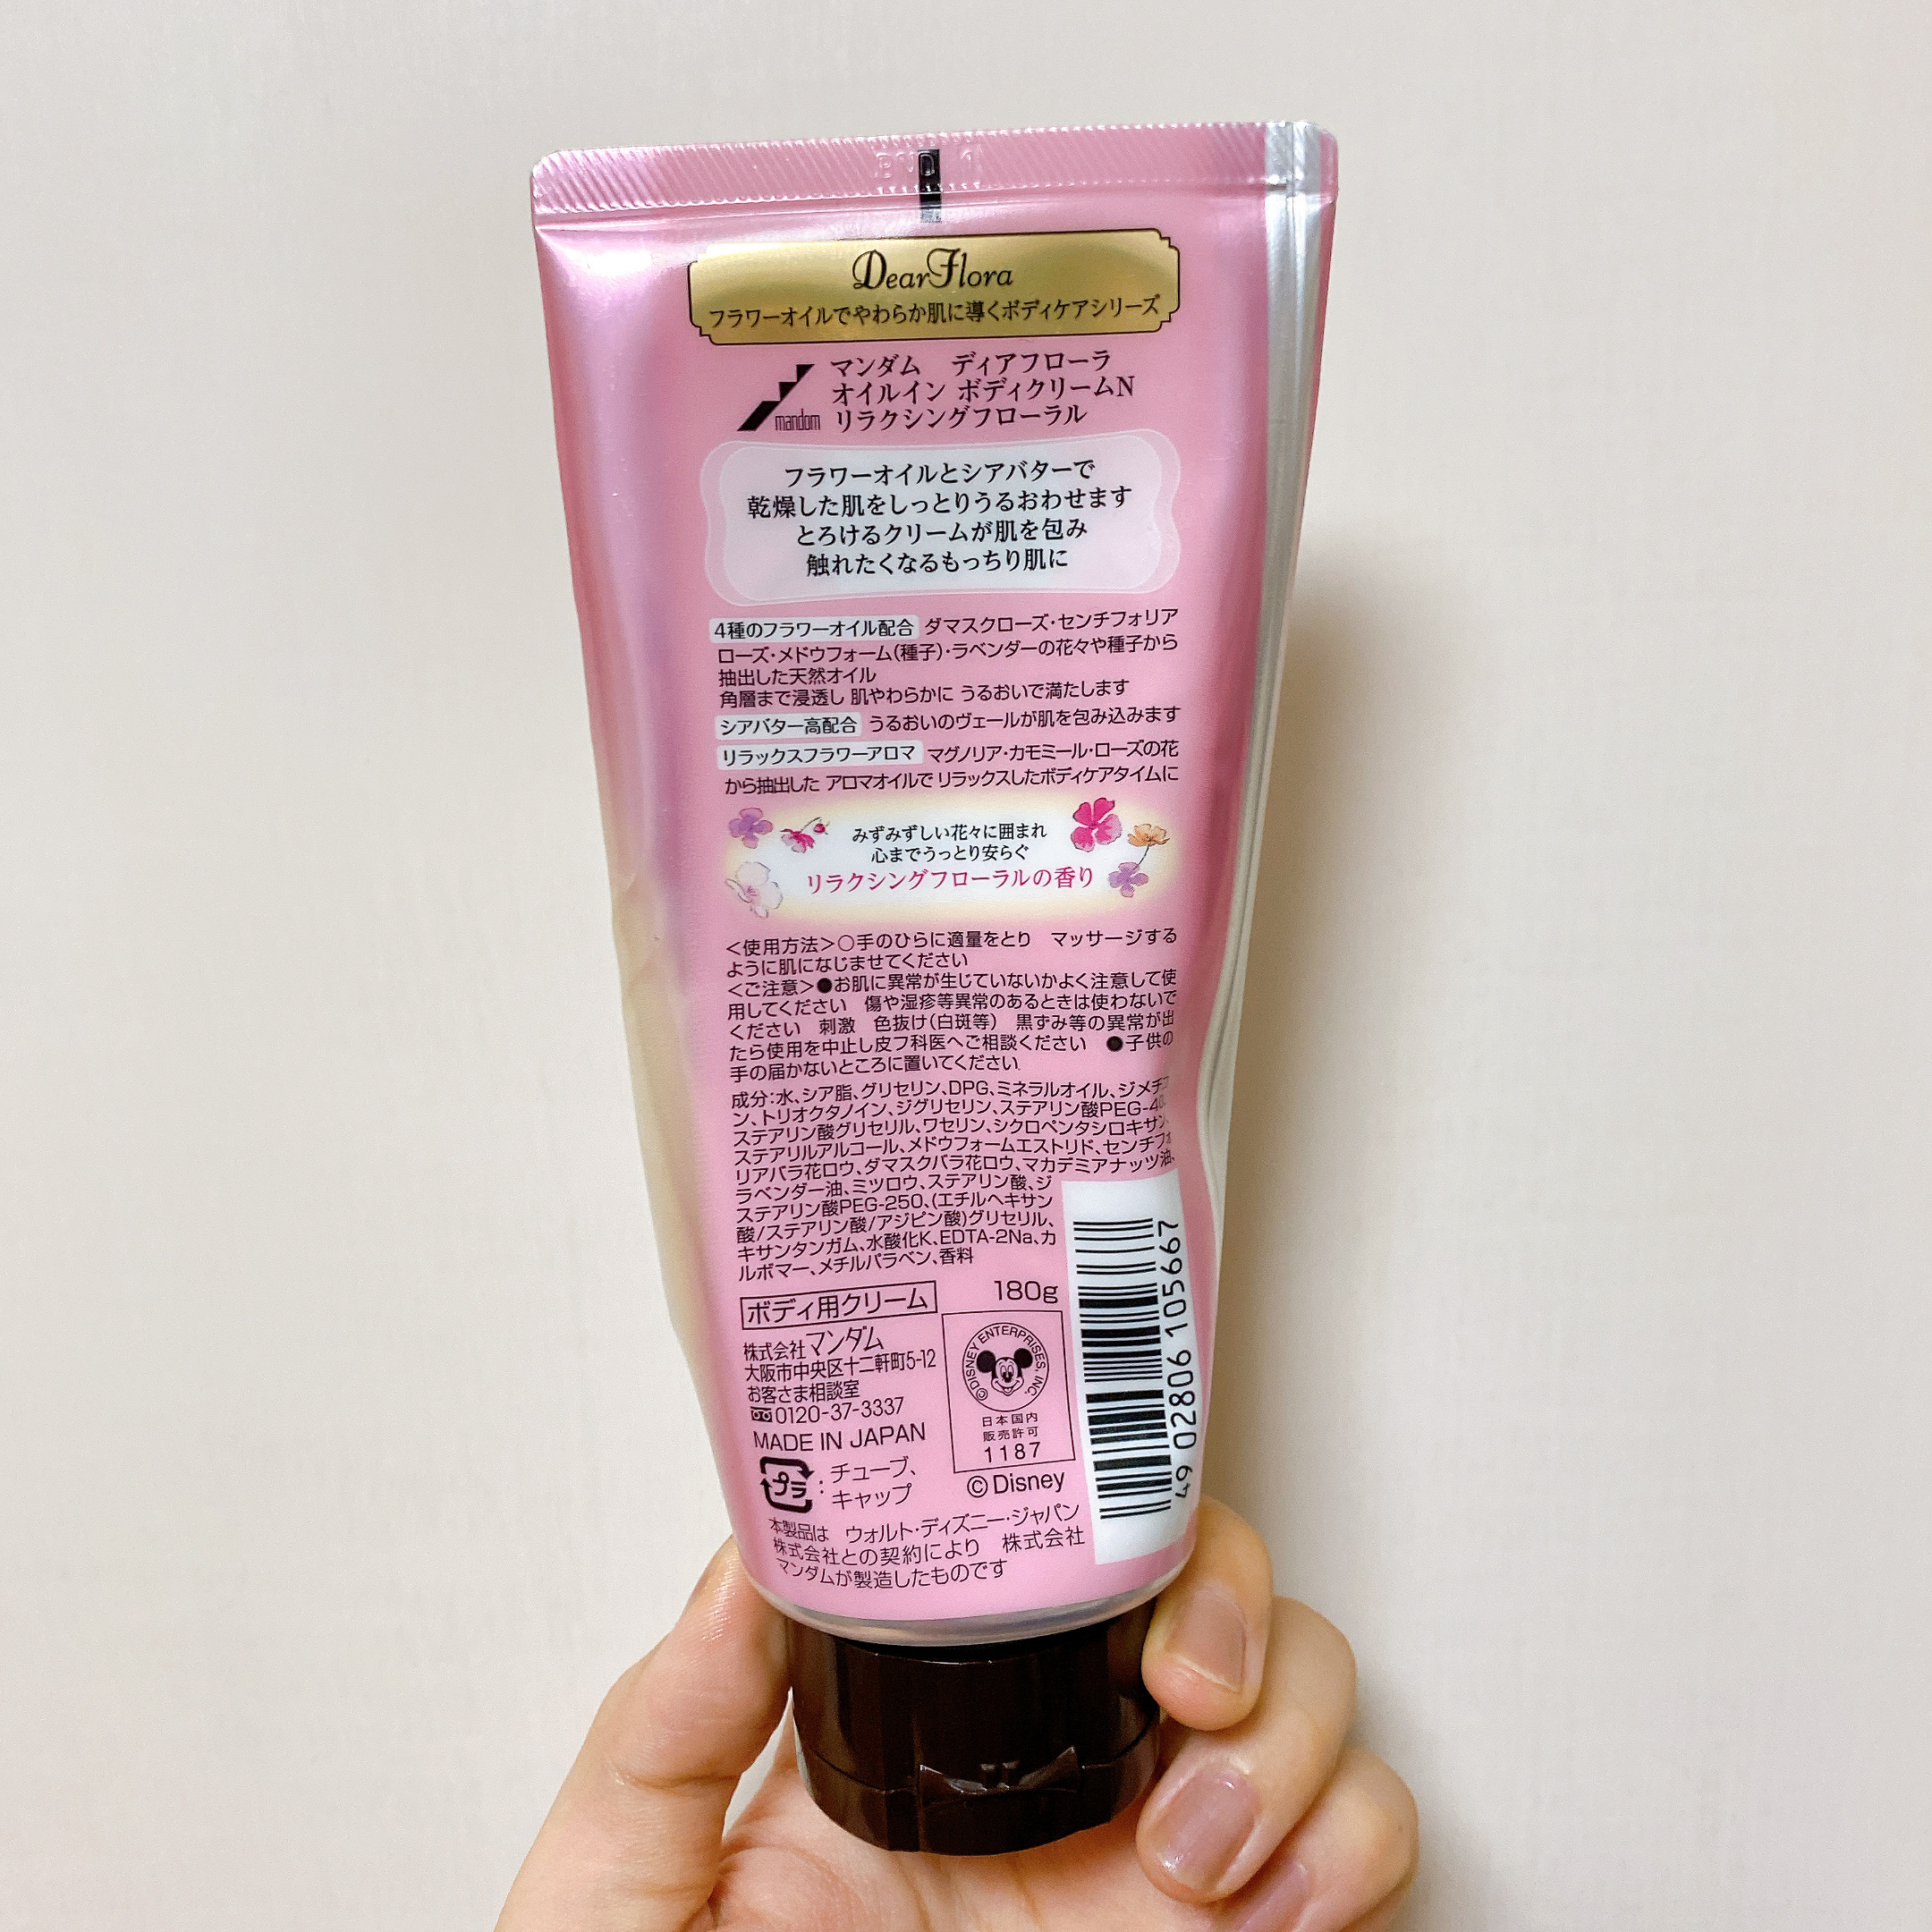 DearFlora
フラワーオイルでやわらか肌に導くボディケアシリーズ
mandom
マンダム ディアフローラ
オイルイン ボディクリームN
リラクシングフローラル
フラワーオイルとシアバターで
乾燥した肌をしっとりうるおわせます
とろけるクリームが肌を包み
触れたくなるもっちり肌に
4種のフラワーオイル配合 ダマスクローズ・センチフォリア
ローズ・メドウフォーム(種子)・ラベンダーの花々や種子から
抽出した天然オイル
角層まで浸透し 肌やわらかに うるおいで満たします
シアバター高配合 うるおいのヴェールが肌を包み込みます
リラックスフラワーアロマ マグノリア・カモミール・ローズの花
から抽出した アロマオイルで リラックスしたボディケアタイムに
みずみずしい花々に囲まれ
心までうっとり安らぐ
リラクシングフローラルの香り
<使用方法>○手のひらに適量をとり マッサージする
ように肌になじませてください
<ご注意>●お肌に異常が生じていないかよく注意して使
用してください 傷や湿疹等異常のあるときは使わないで
ください 刺激 色抜け(白斑等) 黒ずみ等の異常が出
たら使用を中止し皮フ科医へご相談ください ●子供の
手の届かないところに置いてください
成分:水、シア脂、グリセリン、DPG、ミネラルオイル、ジメチコ
ン、トリオクタノイン、ジグリセリン、ステアリン酸PEG-40、
ステアリン酸グリセリル、ワセリン、シクロペンタシロキサン、
ステアリルアルコール、メドウフォームエストリド、センチフォ
リアバラ花ロウ、ダマスクバラ花ロウ、マカデミアナッツ油、
ラベンダー油、ミツロウ、ステアリン酸、ジ
ステアリン酸PEG-250、(エチルヘキサン
酸/ステアリン酸/アジピン酸)グリセリル、
キサンタンガム、水酸化K、EDTA-2Na、カ
ルボマー、メチルパラベン、香料
ボディ用クリーム
180g
株式会社マンダム
大阪市中央区十二軒町5-12
お客さま相談室
0120-37-3337
MADE IN JAPAN
プラ:チューブ、
キャップ
©DISNEY ENTERPRISES, INC.
日本国内
販売許可
1187
©Disney
本製品は ウォルト・ディズニー・ジャパン
株式会社との契約により 株式会社
マンダムが製造したものです
49 02806 105667